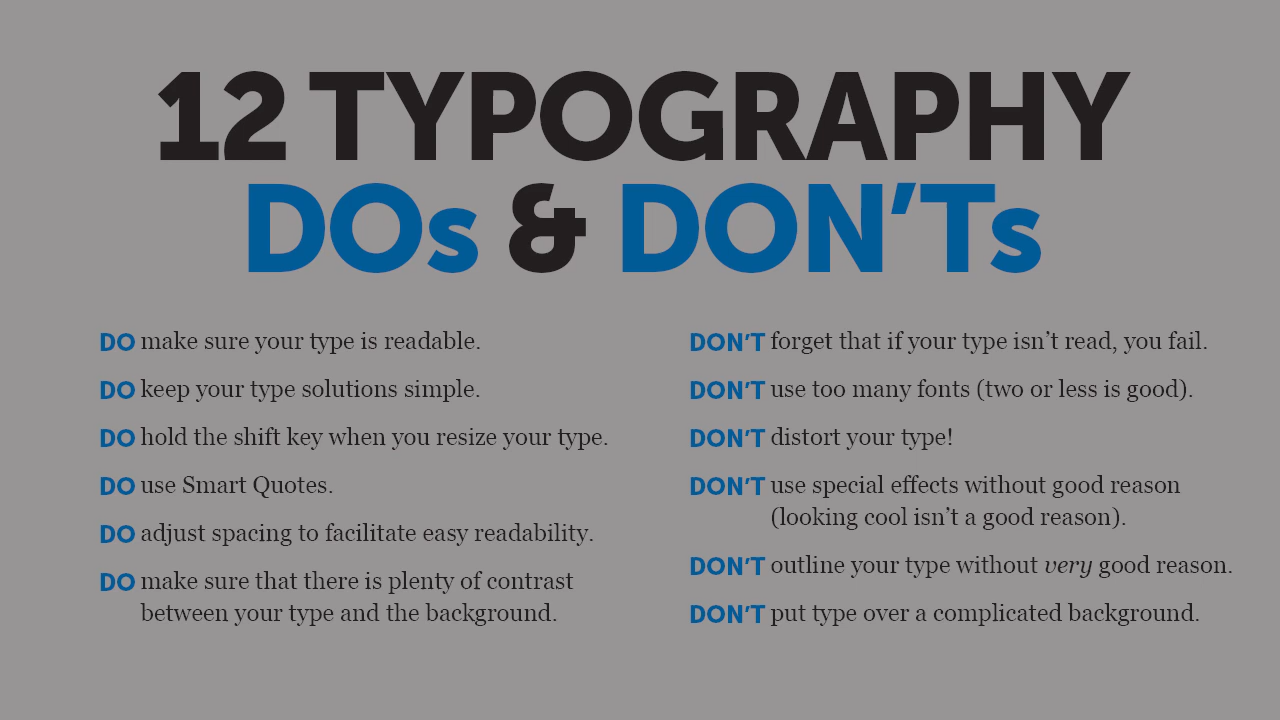 12 TYPOGRAPHY
DOs & DON’Ts
DO make sure your type is readable.
DO keep your type solutions simple.
DO hold the shift key when you resize your type.
DO use Smart Quotes.
DO adjust spacing to facilitate easy readability.
DO make sure that there is plenty of contrast
between your type and the background.
DON’T forget that if your type isn’t read, you fail.
DON’T use too many fonts (two or less is good).
DON’T distort your type!
DON’T use special effects without good reason
(looking cool isn’t a good reason).
DON’T outline your type without very good reason.
DON’T put type over a complicated background.